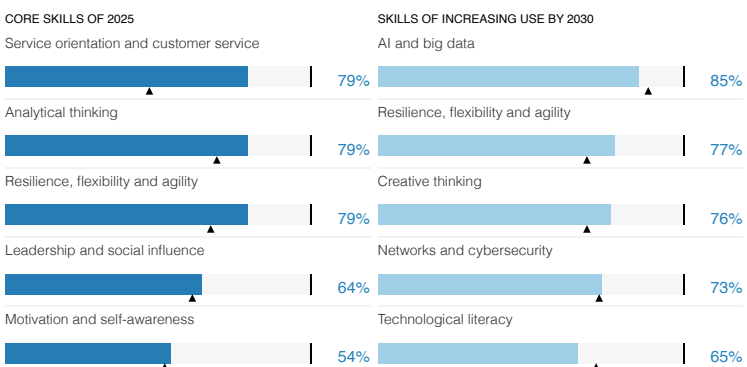 CORE SKILLS OF 2025
Service orientation and customer service
79%
Analytical thinking
79%
Resilience, flexibility and agility
79%
Leadership and social influence
64%
Motivation and self-awareness
54%
SKILLS OF INCREASING USE BY 2030
AI and big data
85%
Resilience, flexibility and agility
77%
Creative thinking
76%
Networks and cybersecurity
73%
Technological literacy
65%